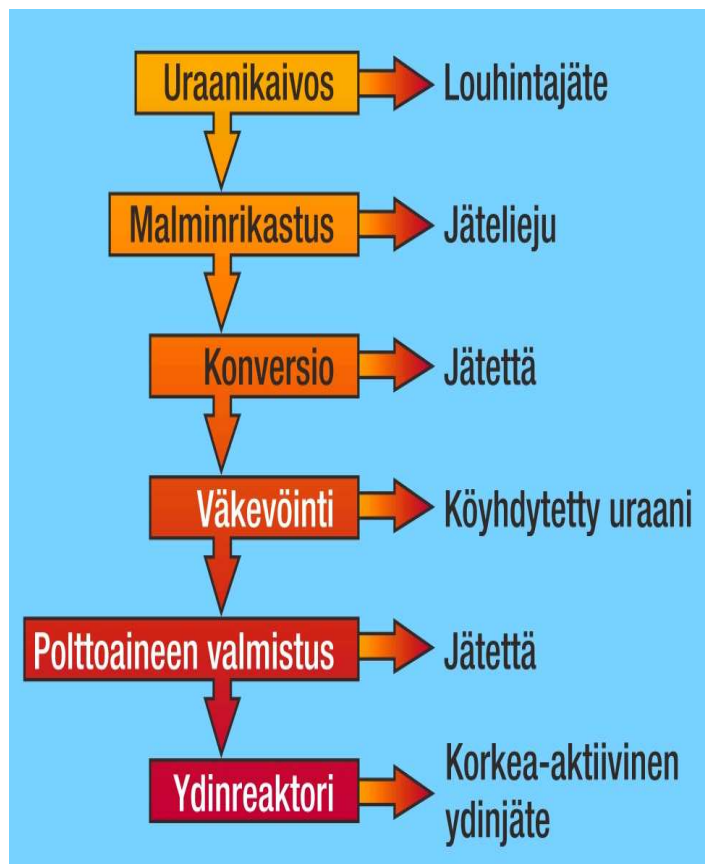 Uraanikaivos
Louhintajäte
Malminrikastus
Jätelieju
Konversio
Jätettä
Väkevöinti
Köyhdytetty uraani
Polttoaineen valmistus
Jätettä
Ydinreaktori
Korkea-aktiivinen
ydinjäte